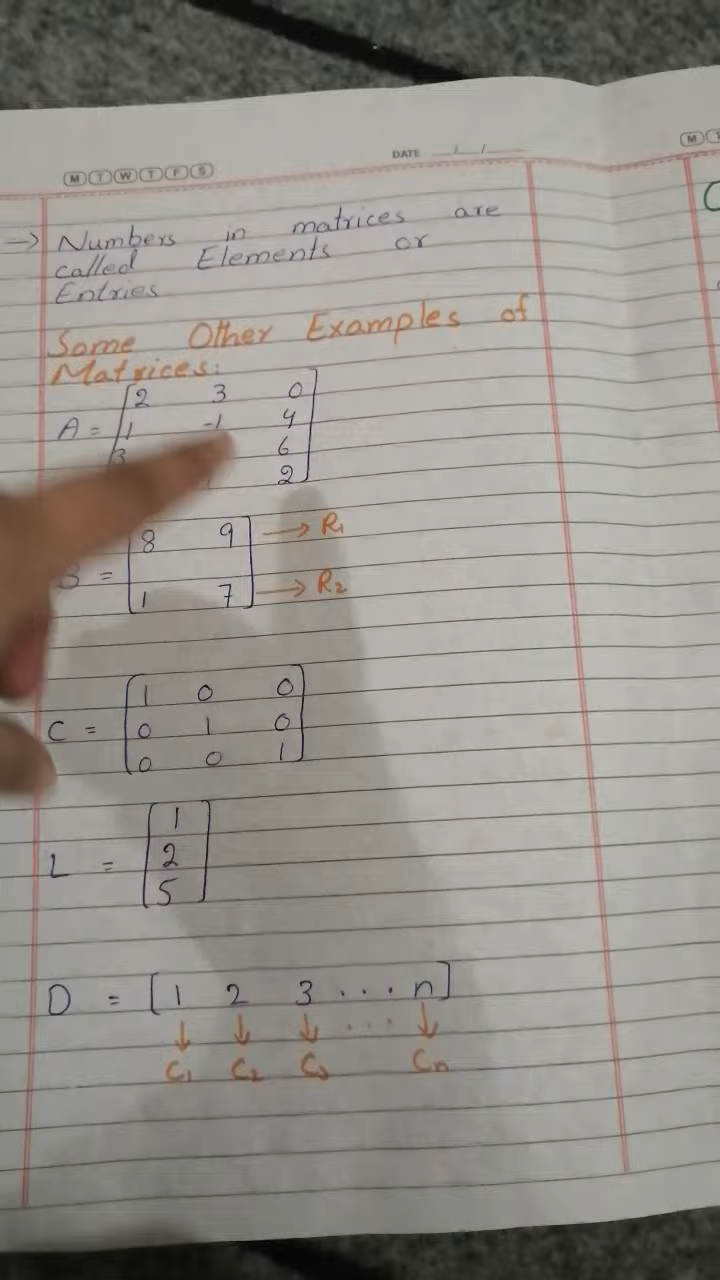 M T W T F S
DATE / /
M
→ Numbers in matrices are
called Elements or
Entries
Some Other Examples of
Matrices:
2 3 0
A = 1 -1 4
3 6
2
8 9 → R1
=
1 7 → R2
1 0 0
C = 0 1 0
0 0 1
1
L = 2
5
D = [1 2 3 ... n]
↓ ↓ ↓ ... ↓
C1 C2 C3 Cn